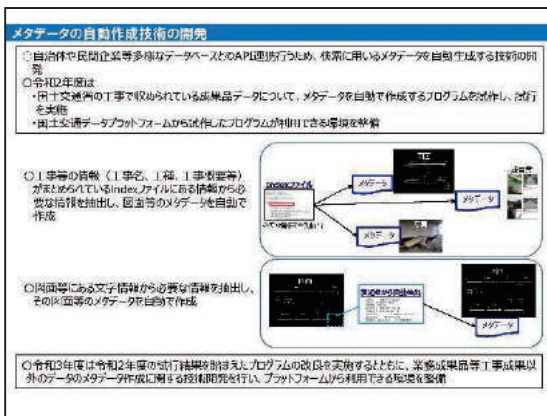 メタデータの自動作成技術の開発
○自治体や民間企業等多様なデータベースとのAPI連携行うため、検索に用いるメタデータを自動生成する技術の開
発
○令和2年度は
・国土交通省の工事で収められている成果品データについて、メタデータを自動で作成するプログラムを試作し、試行
を実施
・国土交通データプラットフォームから試作したプログラムが利用できる環境を整備
○工事等の情報（工事名、工種、工事概要等）
がまとめられているIndexファイルにある情報から必
要な情報を抽出し、図面等のメタデータを自動で
作成
メタデータ
メタデータ
メタデータ
○図面等にある文字情報から必要な情報を抽出し、
その図面等のメタデータを自動で作成
メタデータ
○令和3年度は令和2年度の試行結果を踏まえたプログラムの改良を実施するとともに、業務成果品等工事成果以
外のデータのメタデータ作成に関する技術開発を行い、プラットフォームから利用できる環境を整備